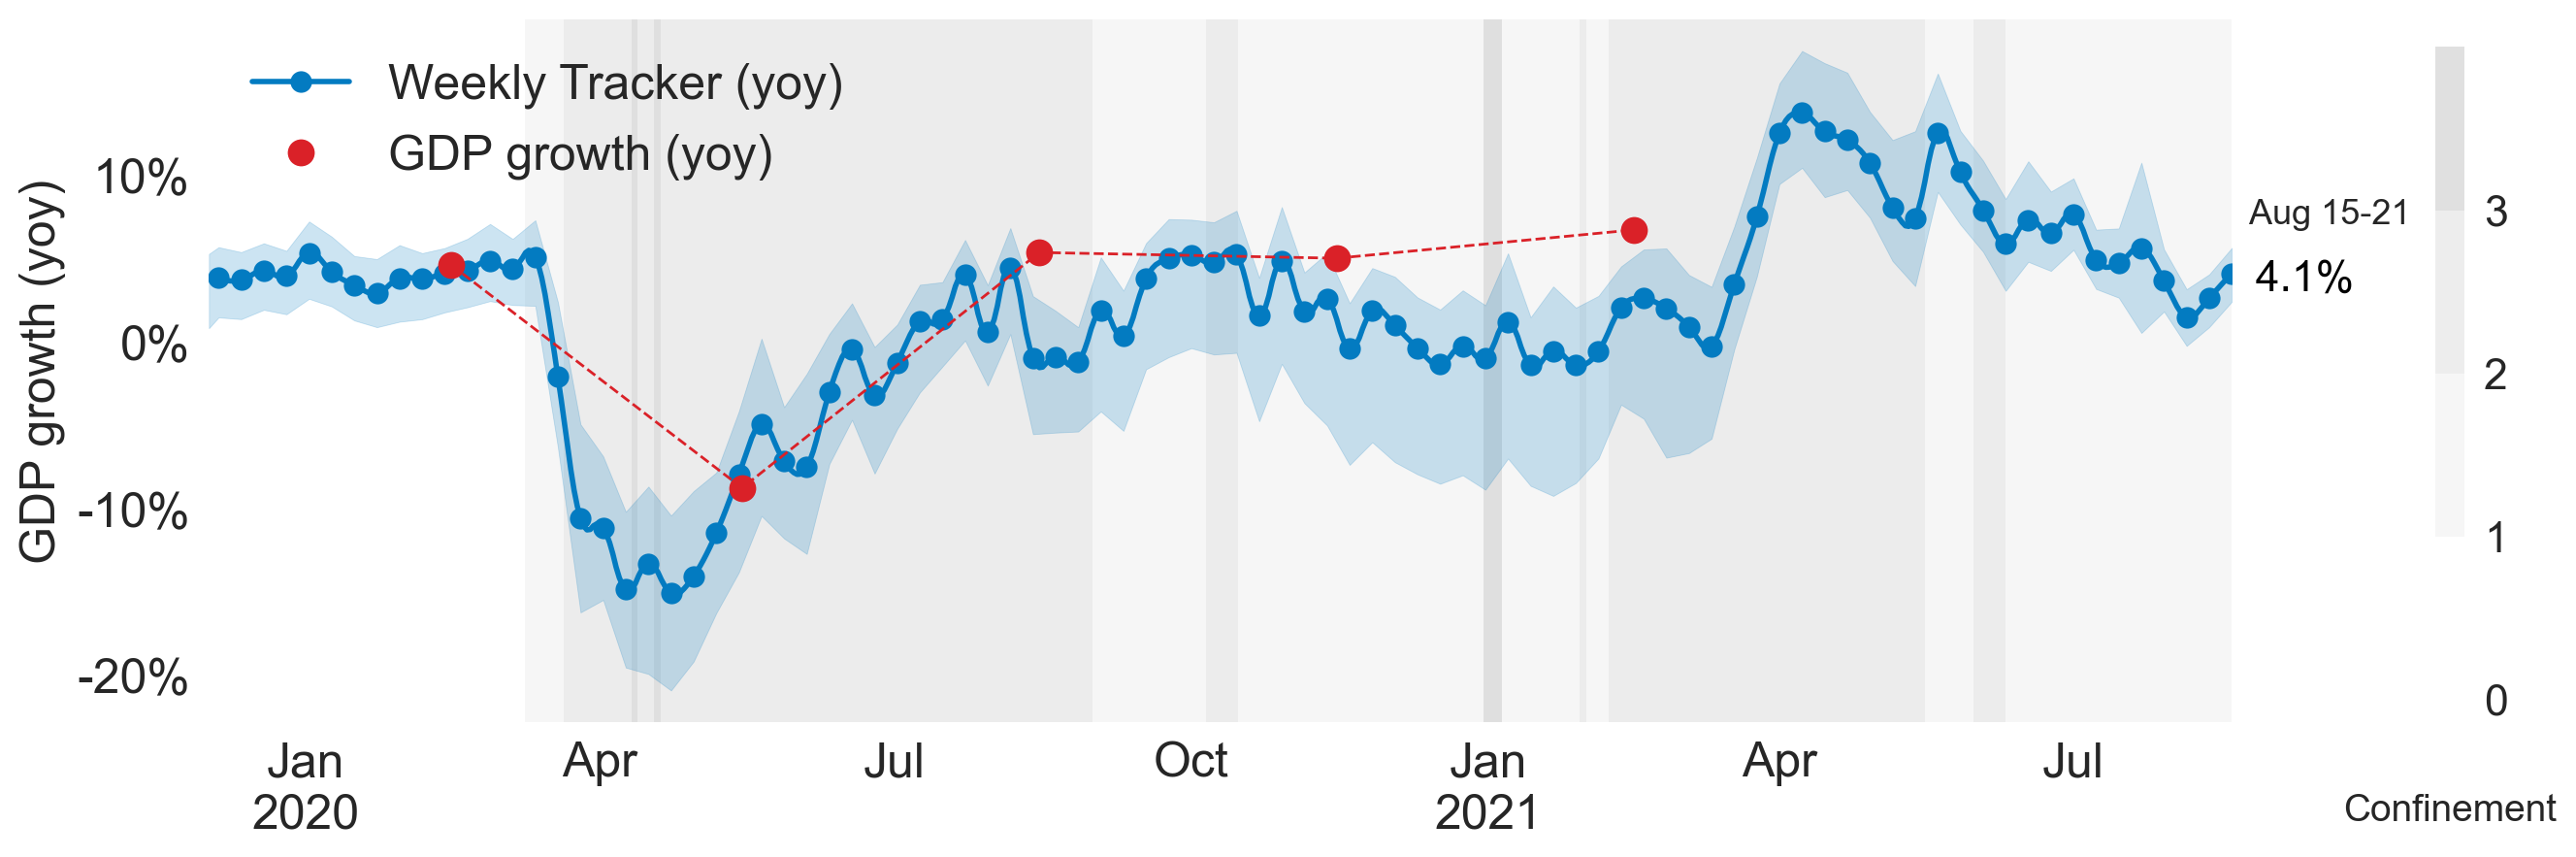 Weekly Tracker (yoy)
GDP growth (yoy)
GDP growth (yoy)
10%
0%
-10%
-20%
Jan
2020
Apr
Jul
Oct
Jan
2021
Apr
Jul
Aug 15-21
4.1%
3
2
1
0
Confinement